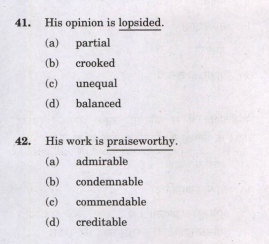 41. His opinion is lopsided.
(a) partial
(b) crooked
(c) unequal
(d) balanced
42. His work is praiseworthy.
(a) admirable
(b) condemnable
(c) commendable
(d) creditable